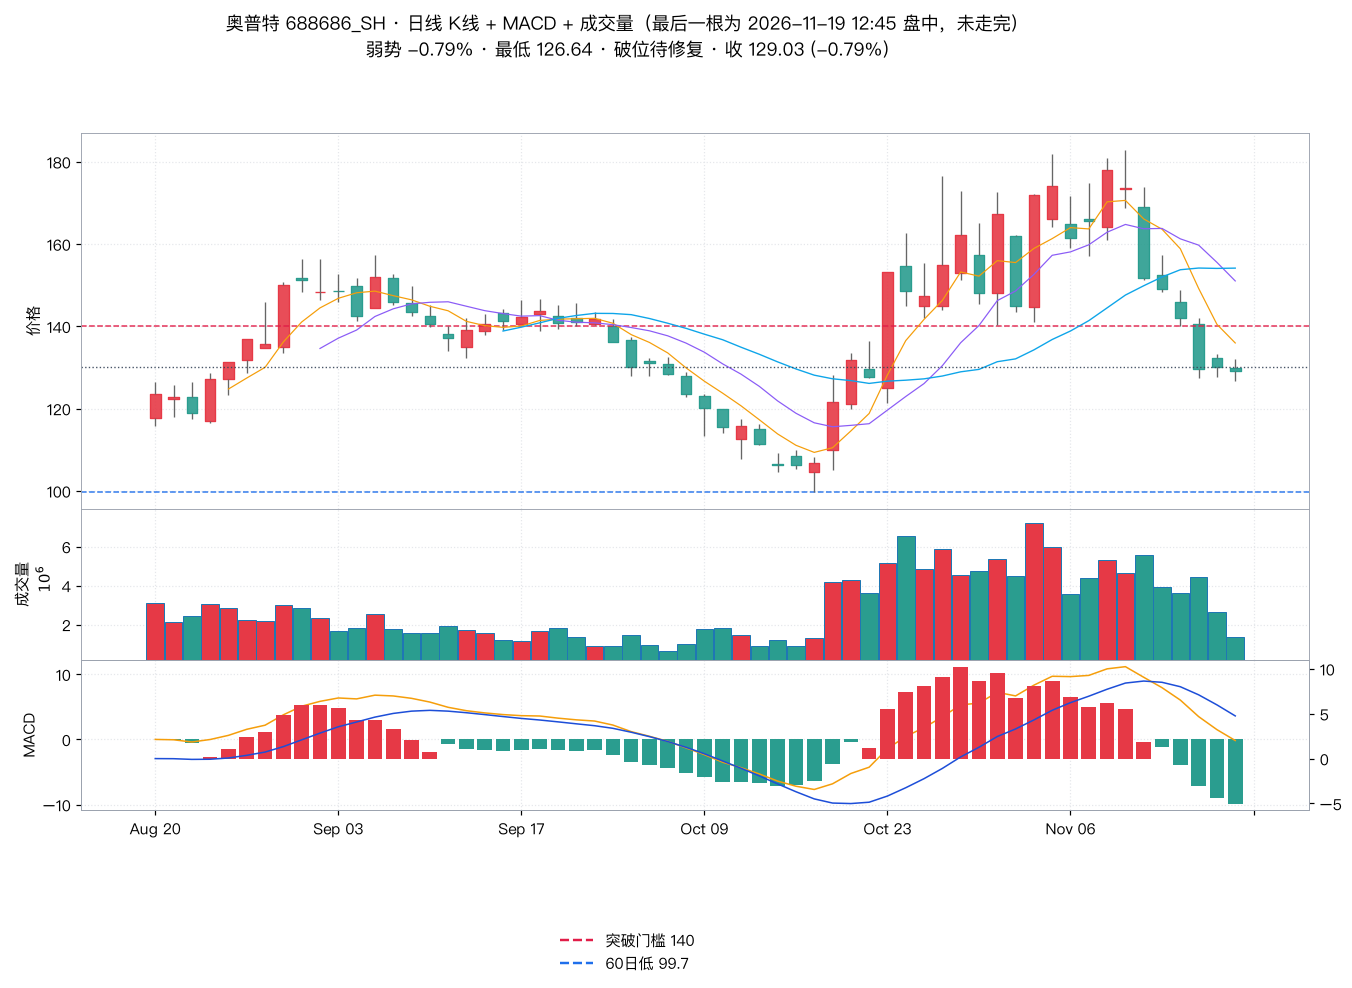 奥普特 688686_SH · 日线 K线 + MACD + 成交量（最后一根为 2026−11−19 12:45 盘中，未走完）
弱势 −0.79% · 最低 126.64 · 破位待修复 · 收 129.03 (−0.79%)
价格
180
160
140
120
100
成交量
10⁶
6
4
2
MACD
10
0
−10
10
5
0
−5
Aug 20
Sep 03
Sep 17
Oct 09
Oct 23
Nov 06
突破门槛 140
60日低 99.7